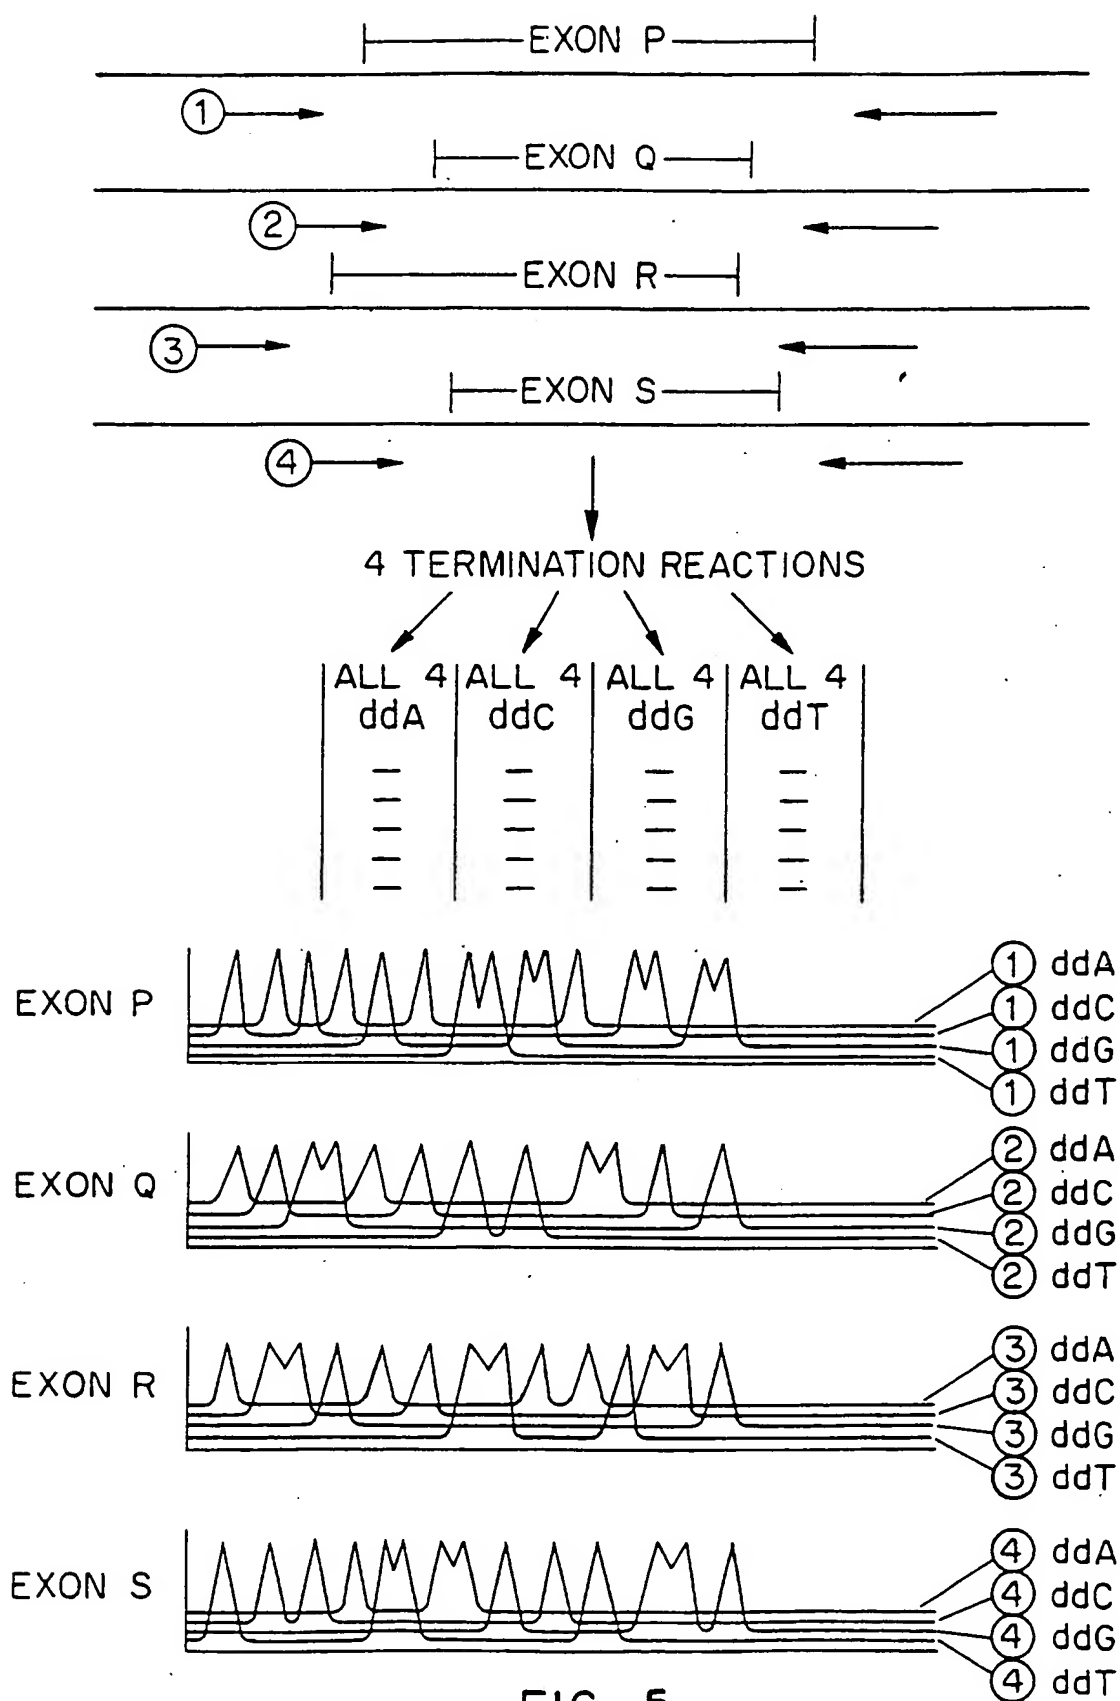 EXON P
①
EXON Q
②
EXON R
③
EXON S
④
4 TERMINATION REACTIONS
ALL 4 ALL 4 ALL 4 ALL 4
ddA ddC ddG ddT
EXON P
① ddA
① ddC
① ddG
① ddT
EXON Q
② ddA
② ddC
② ddG
② ddT
EXON R
③ ddA
③ ddC
③ ddG
③ ddT
EXON S
④ ddA
④ ddC
④ ddG
④ ddT
FIG. 5